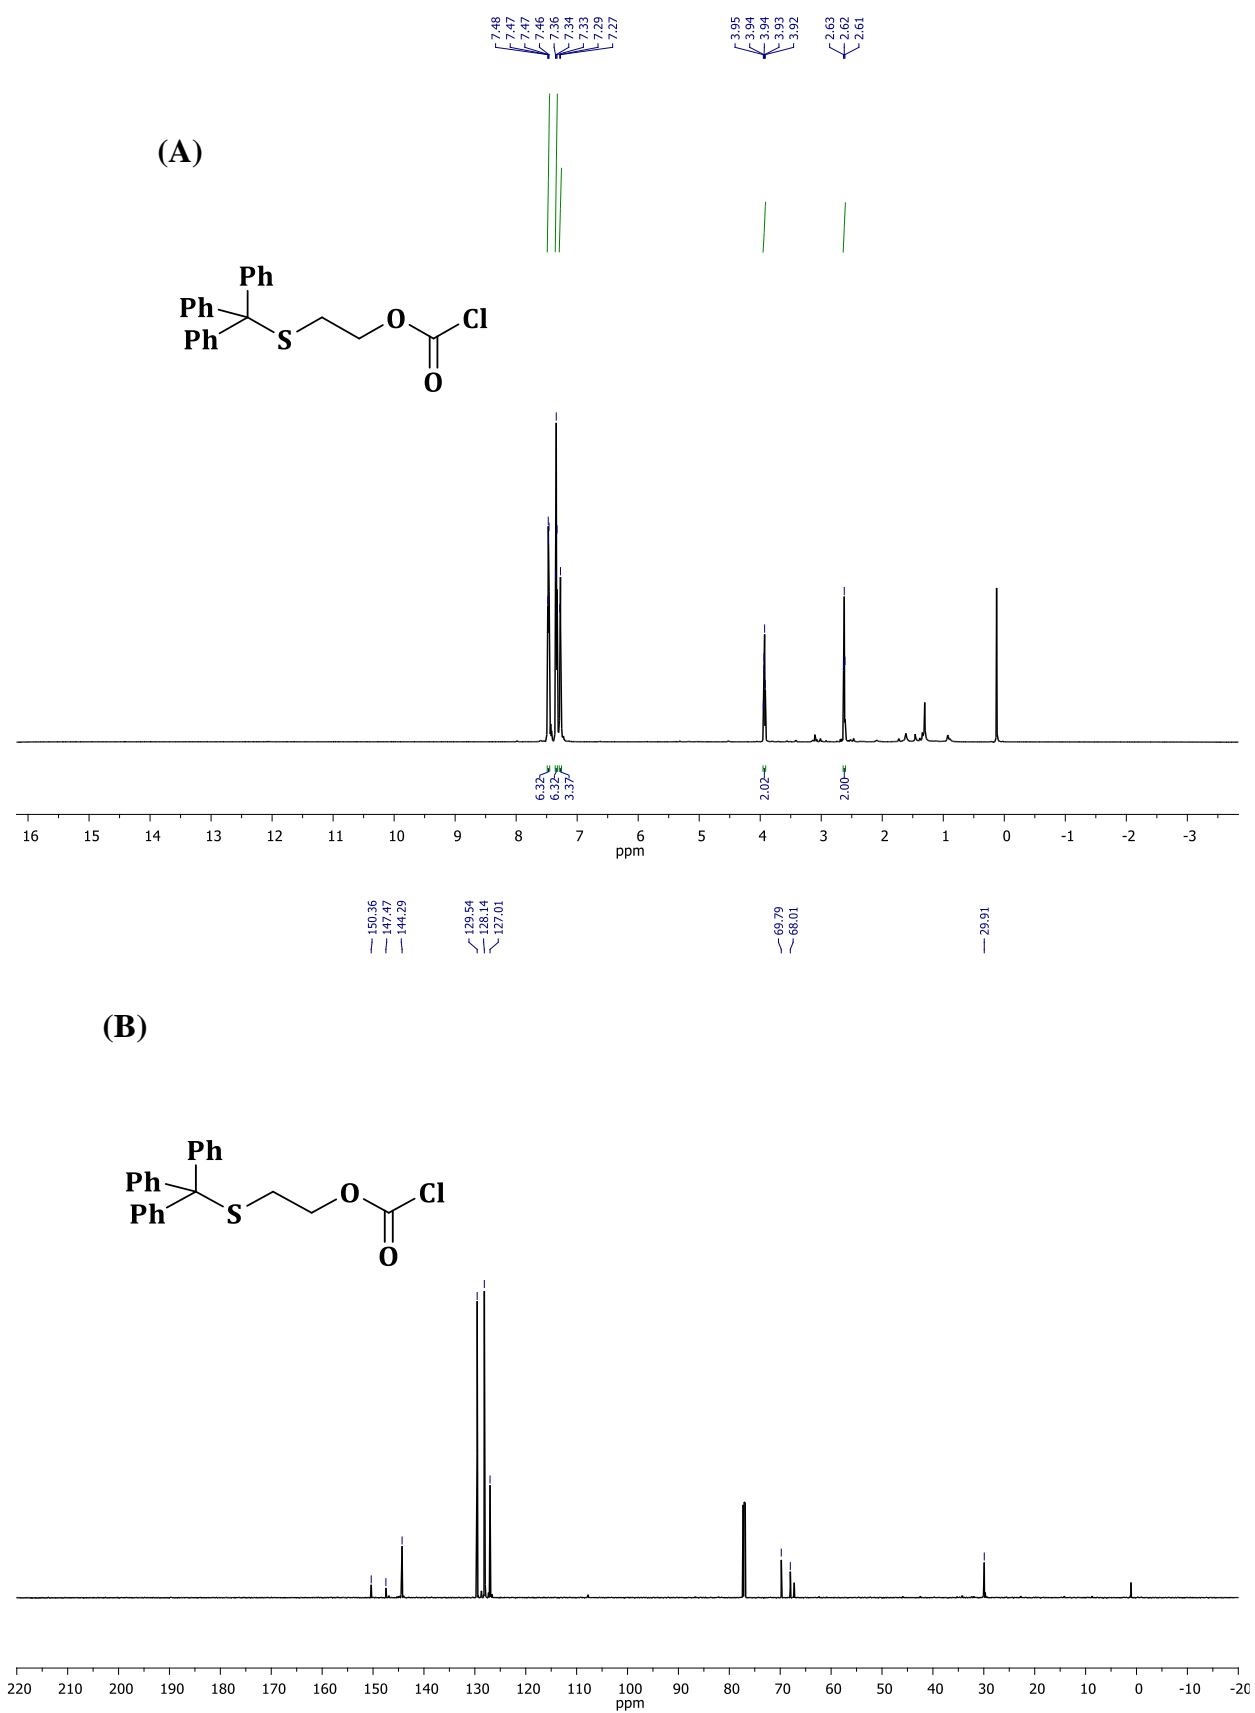 7.48
7.47
7.47
7.46
7.36
7.34
7.33
7.29
7.27
3.95
3.94
3.94
3.93
3.92
2.63
2.62
2.61
(A)
Ph
Ph
Ph
S
O
Cl
O
6.32
6.32
3.37
2.02
2.00
16 15 14 13 12 11 10 9 8 7 6 5 4 3 2 1 0 -1 -2 -3
ppm
150.36
147.47
144.29
129.54
128.14
127.01
69.79
68.01
29.91
(B)
Ph
Ph
Ph
S
O
Cl
O
220 210 200 190 180 170 160 150 140 130 120 110 100 90 80 70 60 50 40 30 20 10 0 -10 -20
ppm